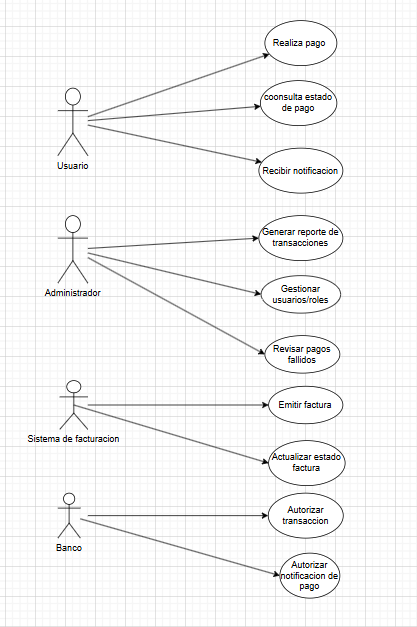 Realiza pago
coonsulta estado
de pago
Usuario
Recibir notificacion
Generar reporte de
transacciones
Administrador
Gestionar
usuarios/roles
Revisar pagos
fallidos
Emitir factura
Sistema de facturacion
Actualizar estado
factura
Autorizar
transaccion
Banco
Autorizar
notificacion de
pago